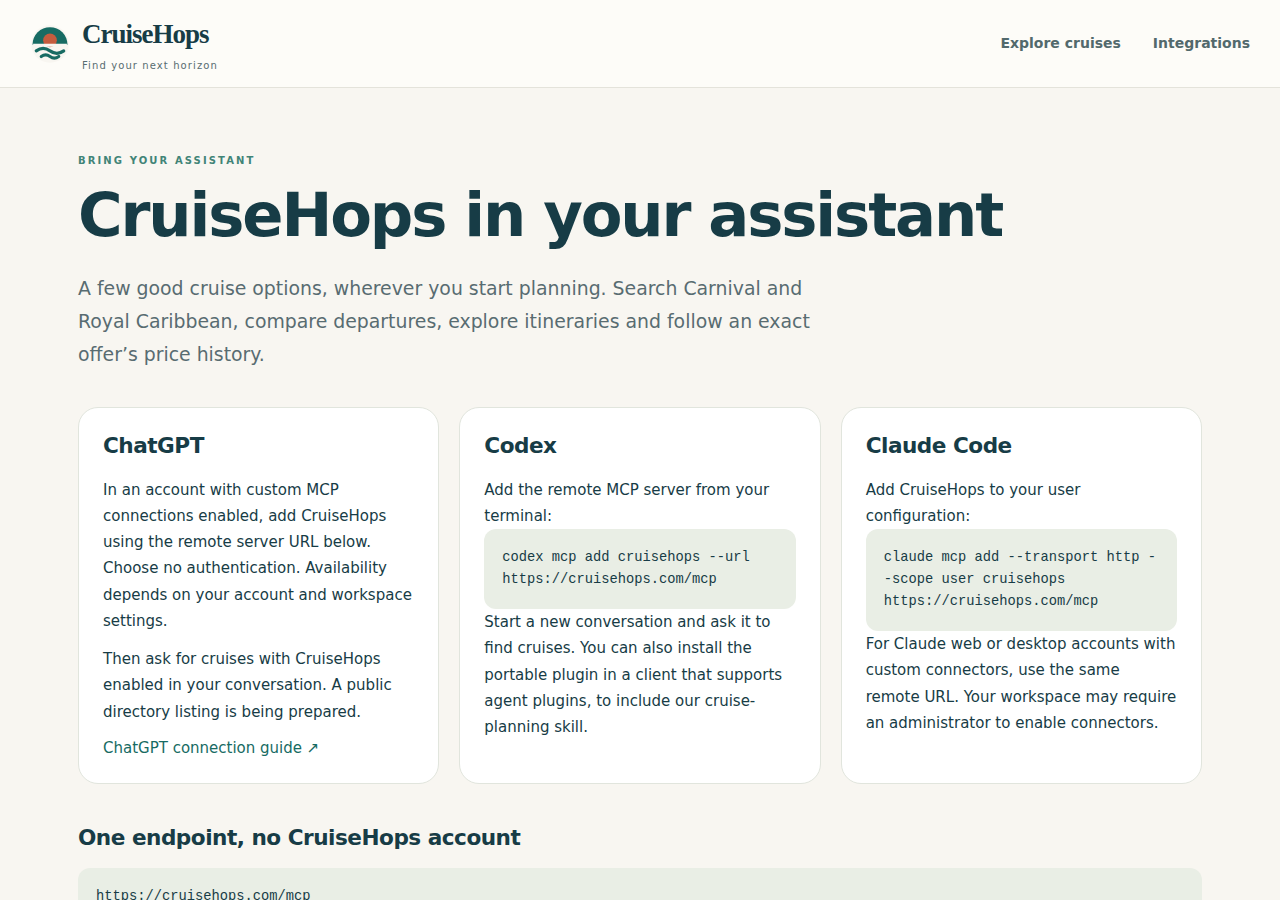 CruiseHops
Find your next horizon
Explore cruises
Integrations
BRING YOUR ASSISTANT
CruiseHops in your assistant
A few good cruise options, wherever you start planning. Search Carnival and
Royal Caribbean, compare departures, explore itineraries and follow an exact
offer’s price history.
ChatGPT
In an account with custom MCP
connections enabled, add CruiseHops
using the remote server URL below.
Choose no authentication. Availability
depends on your account and workspace
settings.
Then ask for cruises with CruiseHops
enabled in your conversation. A public
directory listing is being prepared.
ChatGPT connection guide ↗
Codex
Add the remote MCP server from your
terminal:
codex mcp add cruisehops --url
https://cruisehops.com/mcp
Start a new conversation and ask it to
find cruises. You can also install the
portable plugin in a client that supports
agent plugins, to include our cruise-
planning skill.
Claude Code
Add CruiseHops to your user
configuration:
claude mcp add --transport http -
-scope user cruisehops
https://cruisehops.com/mcp
For Claude web or desktop accounts with
custom connectors, use the same
remote URL. Your workspace may require
an administrator to enable connectors.
One endpoint, no CruiseHops account
https://cruisehops.com/mcp